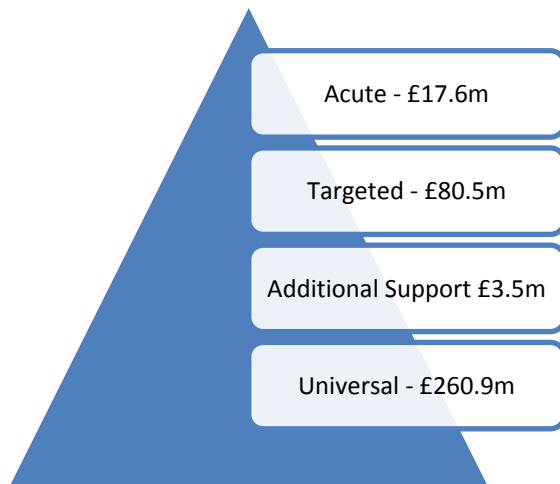 Acute - £17.6m
Targeted - £80.5m
Additional Support £3.5m
Universal - £260.9m